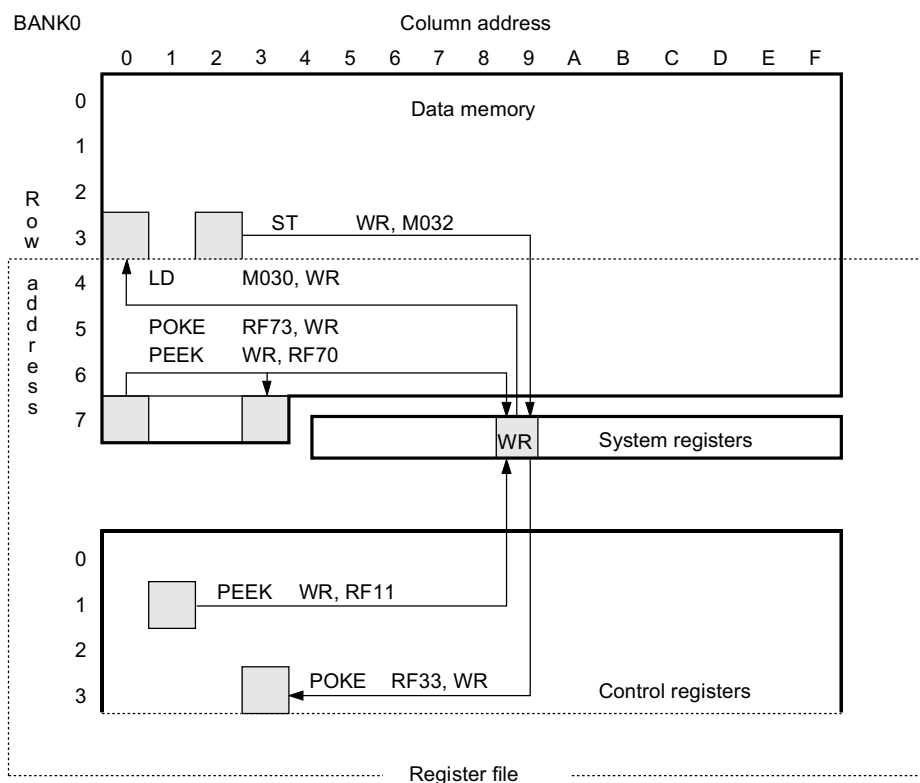 BANK0 Column address
0 1 2 3 4 5 6 7 8 9 A B C D E F
0
Data memory
1
2
Row address
3
ST WR, M032
4
LD M030, WR
5
POKE RF73, WR
PEEK WR, RF70
6
7
WR
System registers
0
1
PEEK WR, RF11
2
POKE RF33, WR
3
Control registers
Register file